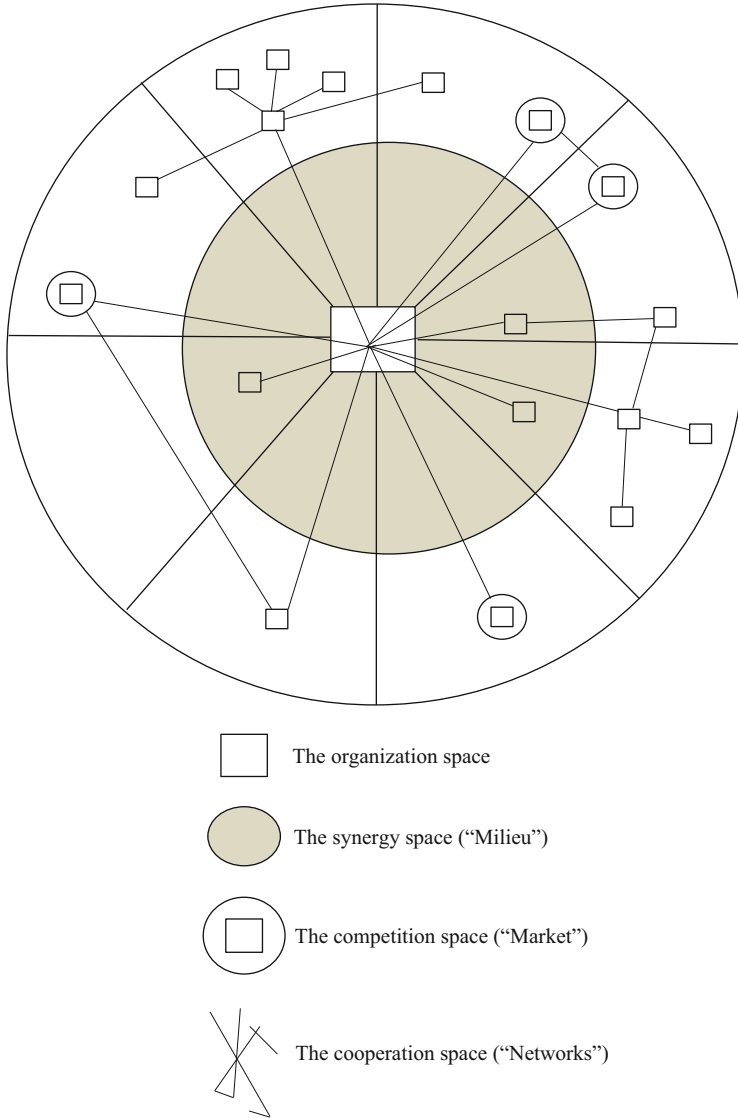 The organization space
The synergy space (“Milieu”)
The competition space (“Market”)
The cooperation space (“Networks”)